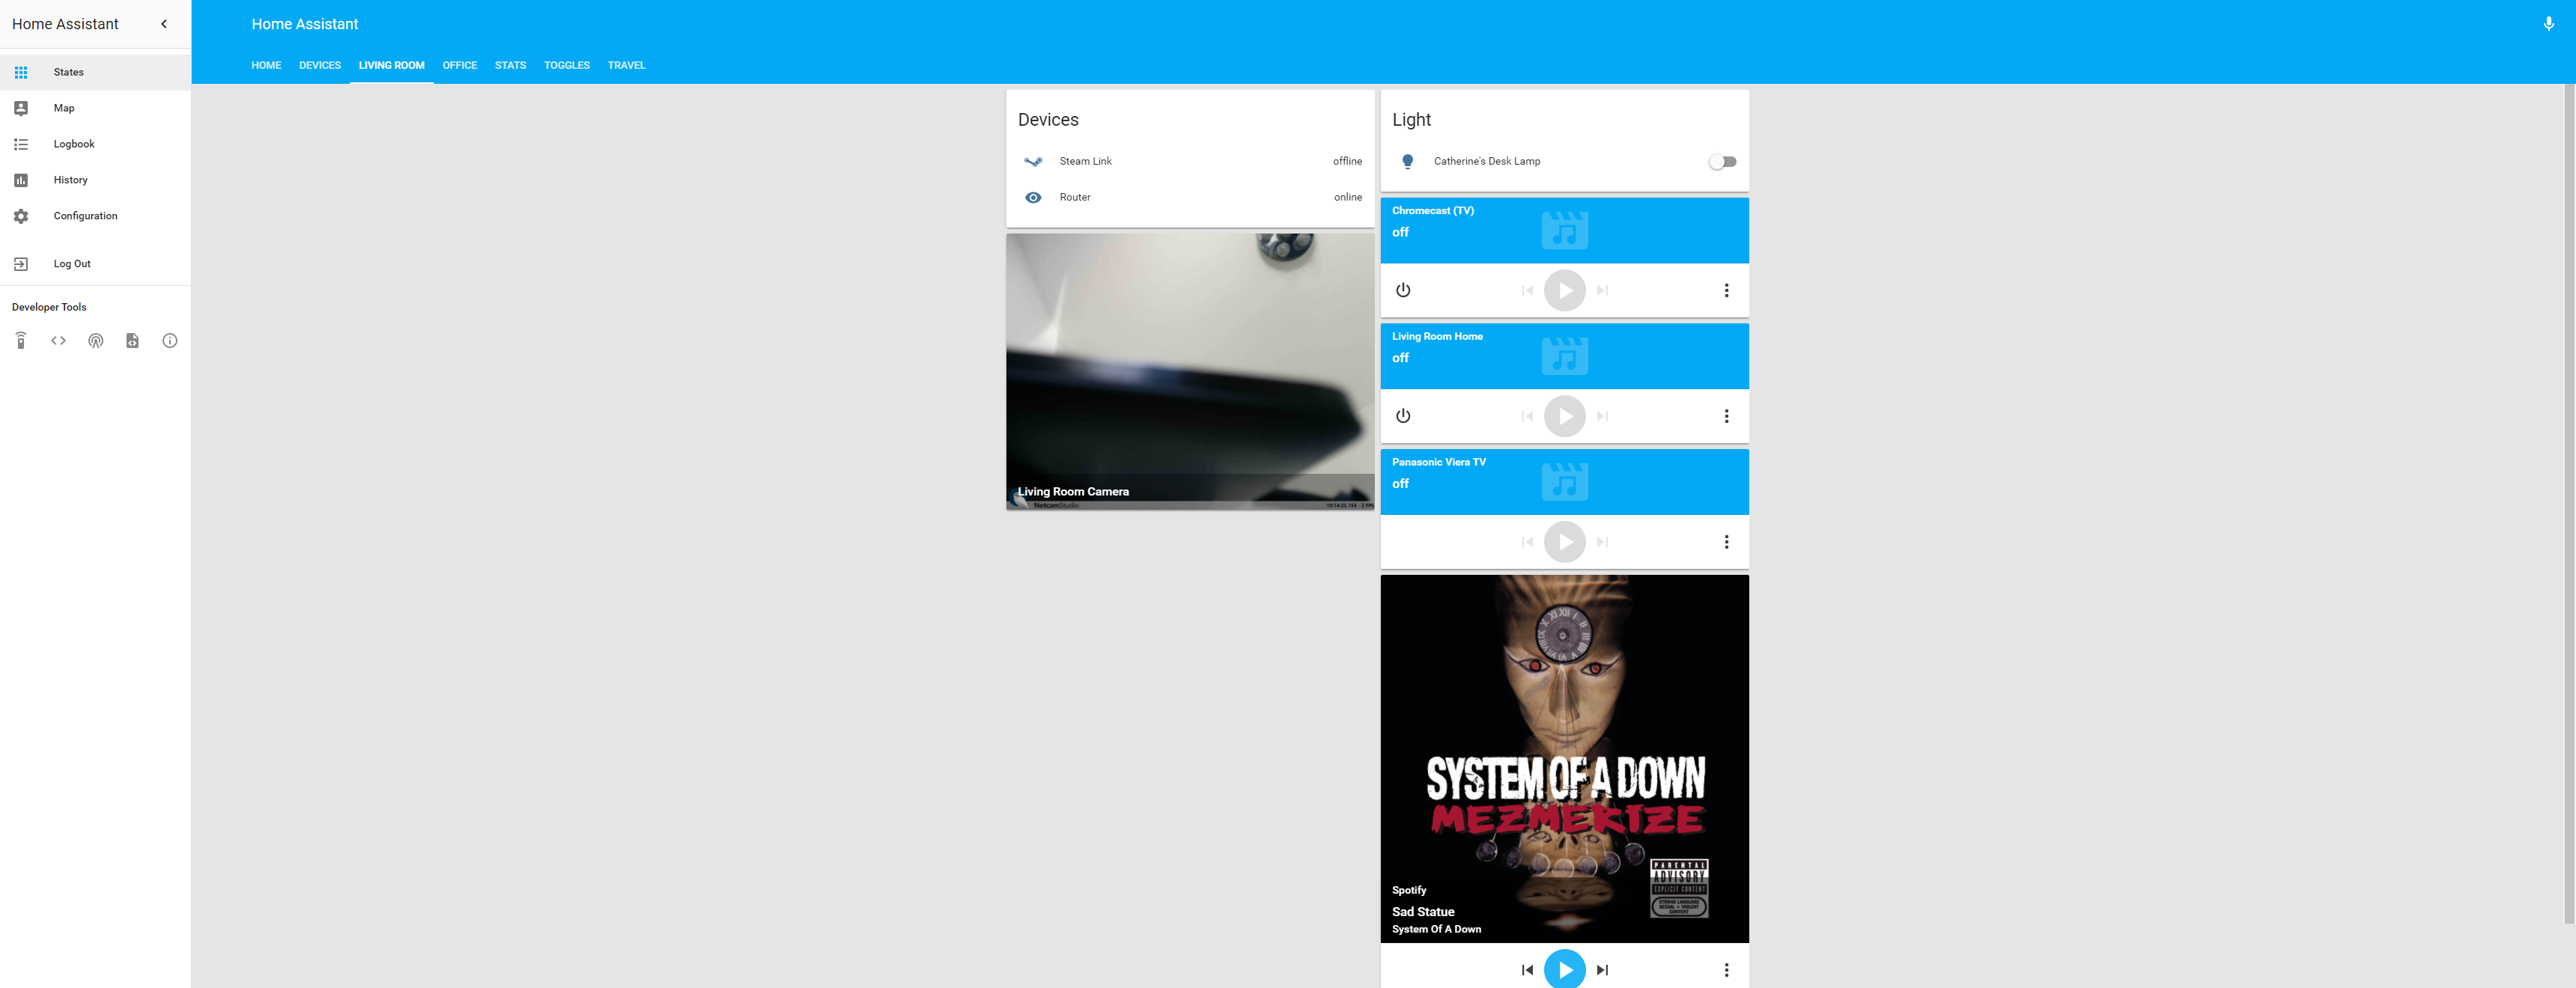 Home Assistant
States
Map
Logbook
History
Configuration
Log Out
Developer Tools
Home Assistant
HOME DEVICES LIVING ROOM OFFICE STATS TOGGLES TRAVEL
Devices
Steam Link offline
Router online
Living Room Camera
NetcamStudio
Light
Catherine's Desk Lamp
Chromecast (TV)
off
Living Room Home
off
Panasonic Viera TV
off
SYSTEM OF A DOWN
MEZMERIZE
PARENTAL
ADVISORY
EXPLICIT CONTENT
Spotify
Sad Statue
System Of A Down